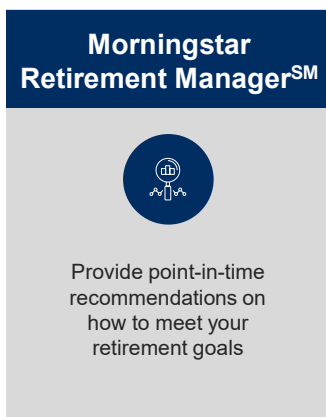 Morningstar
Retirement Manager℠
Provide point-in-time
recommendations on
how to meet your
retirement goals